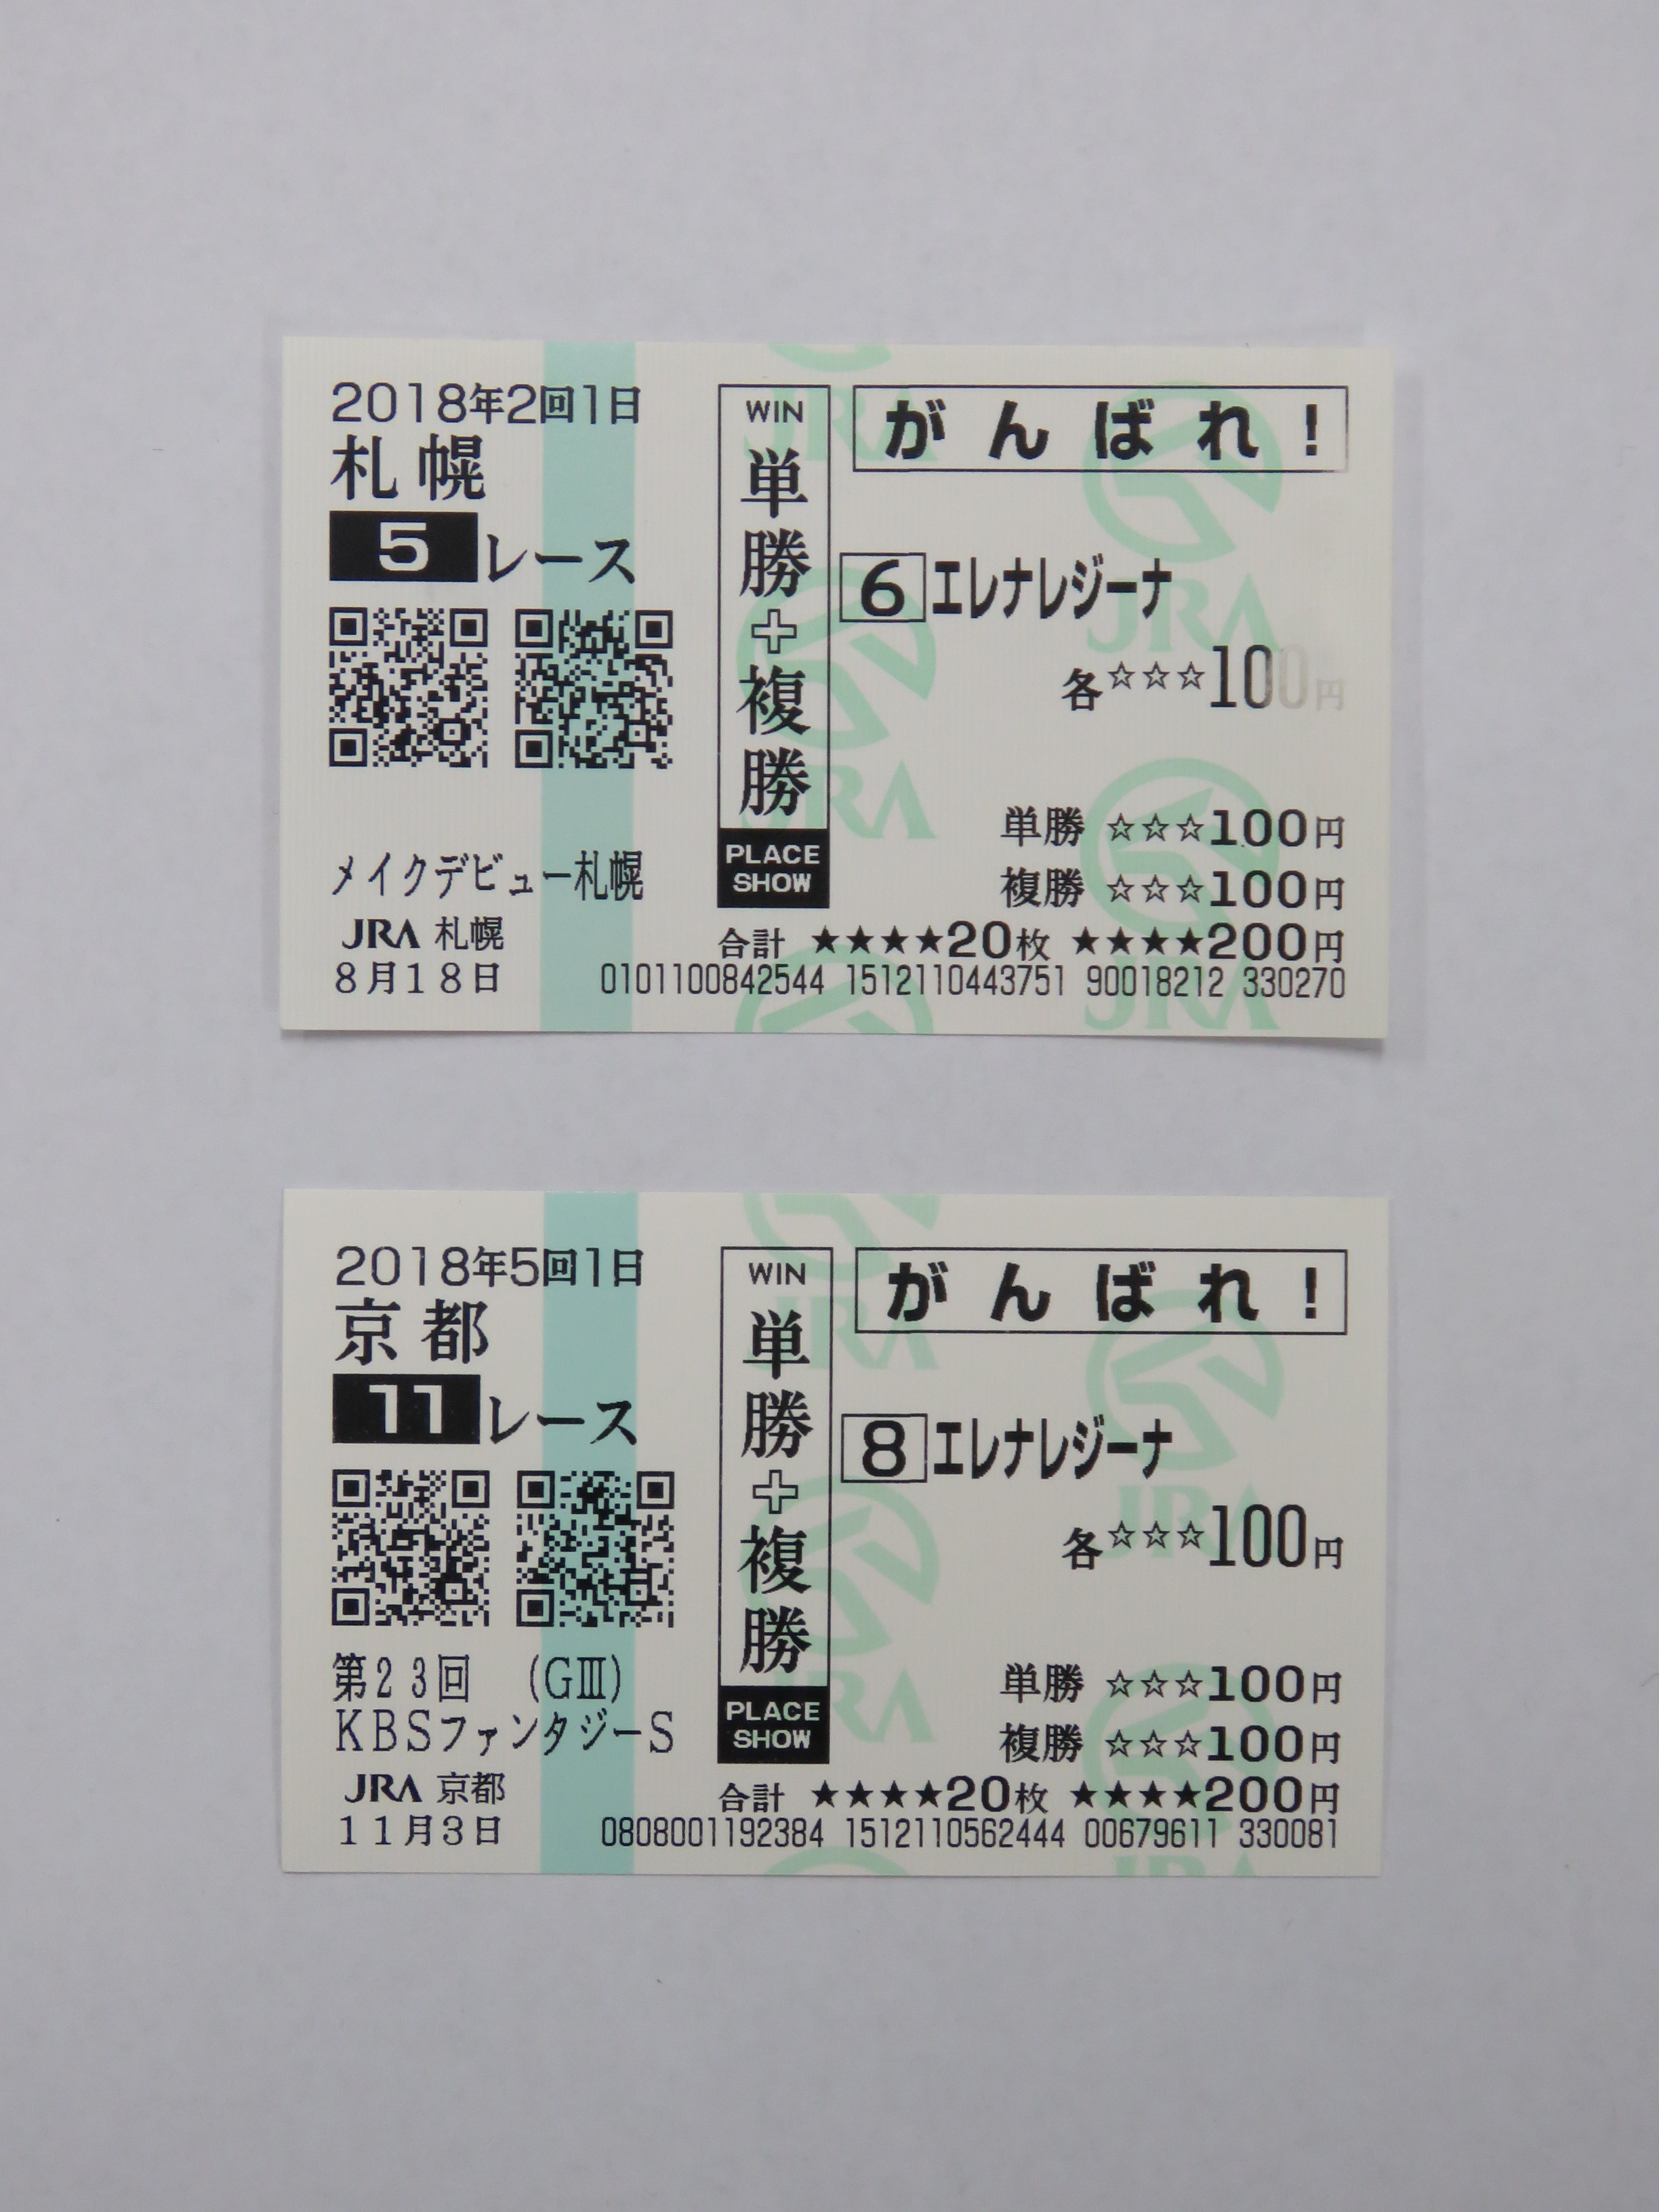 2018年2回1日
札幌
5レース
メイクデビュー札幌
JRA 札幌
8月18日
WIN
単勝+複勝
PLACE
SHOW
がんばれ!
6 エレナレジーナ
各☆☆☆100円
単勝 ☆☆☆100円
複勝 ☆☆☆100円
合計 ★★★★20枚 ★★★★200円
0101100842544 1512110443751 90018212 330270
2018年5回1日
京都
11レース
第23回 (GⅢ)
KBSファンタジーS
JRA 京都
11月3日
WIN
単勝+複勝
PLACE
SHOW
がんばれ!
8 エレナレジーナ
各☆☆☆100円
単勝 ☆☆☆100円
複勝 ☆☆☆100円
合計 ★★★★20枚 ★★★★200円
0808001192384 1512110562444 00679611 330081